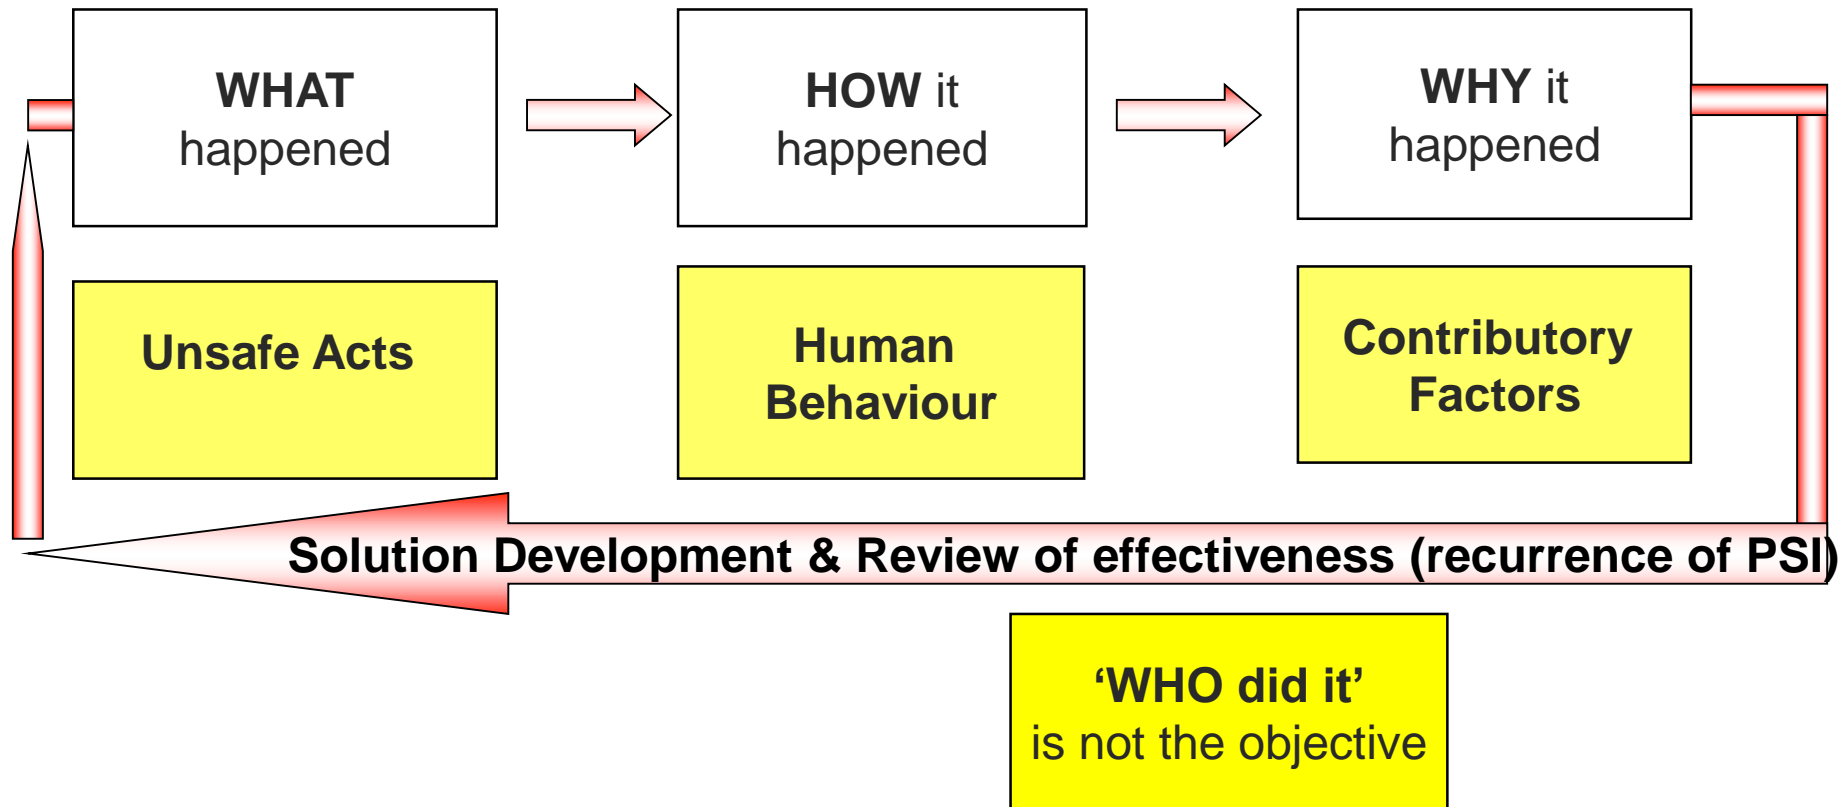 WHAT
happened
HOW it
happened
WHY it
happened
Unsafe Acts
Human
Behaviour
Contributory
Factors
Solution Development & Review of effectiveness (recurrence of PSI)
‘WHO did it’
is not the objective